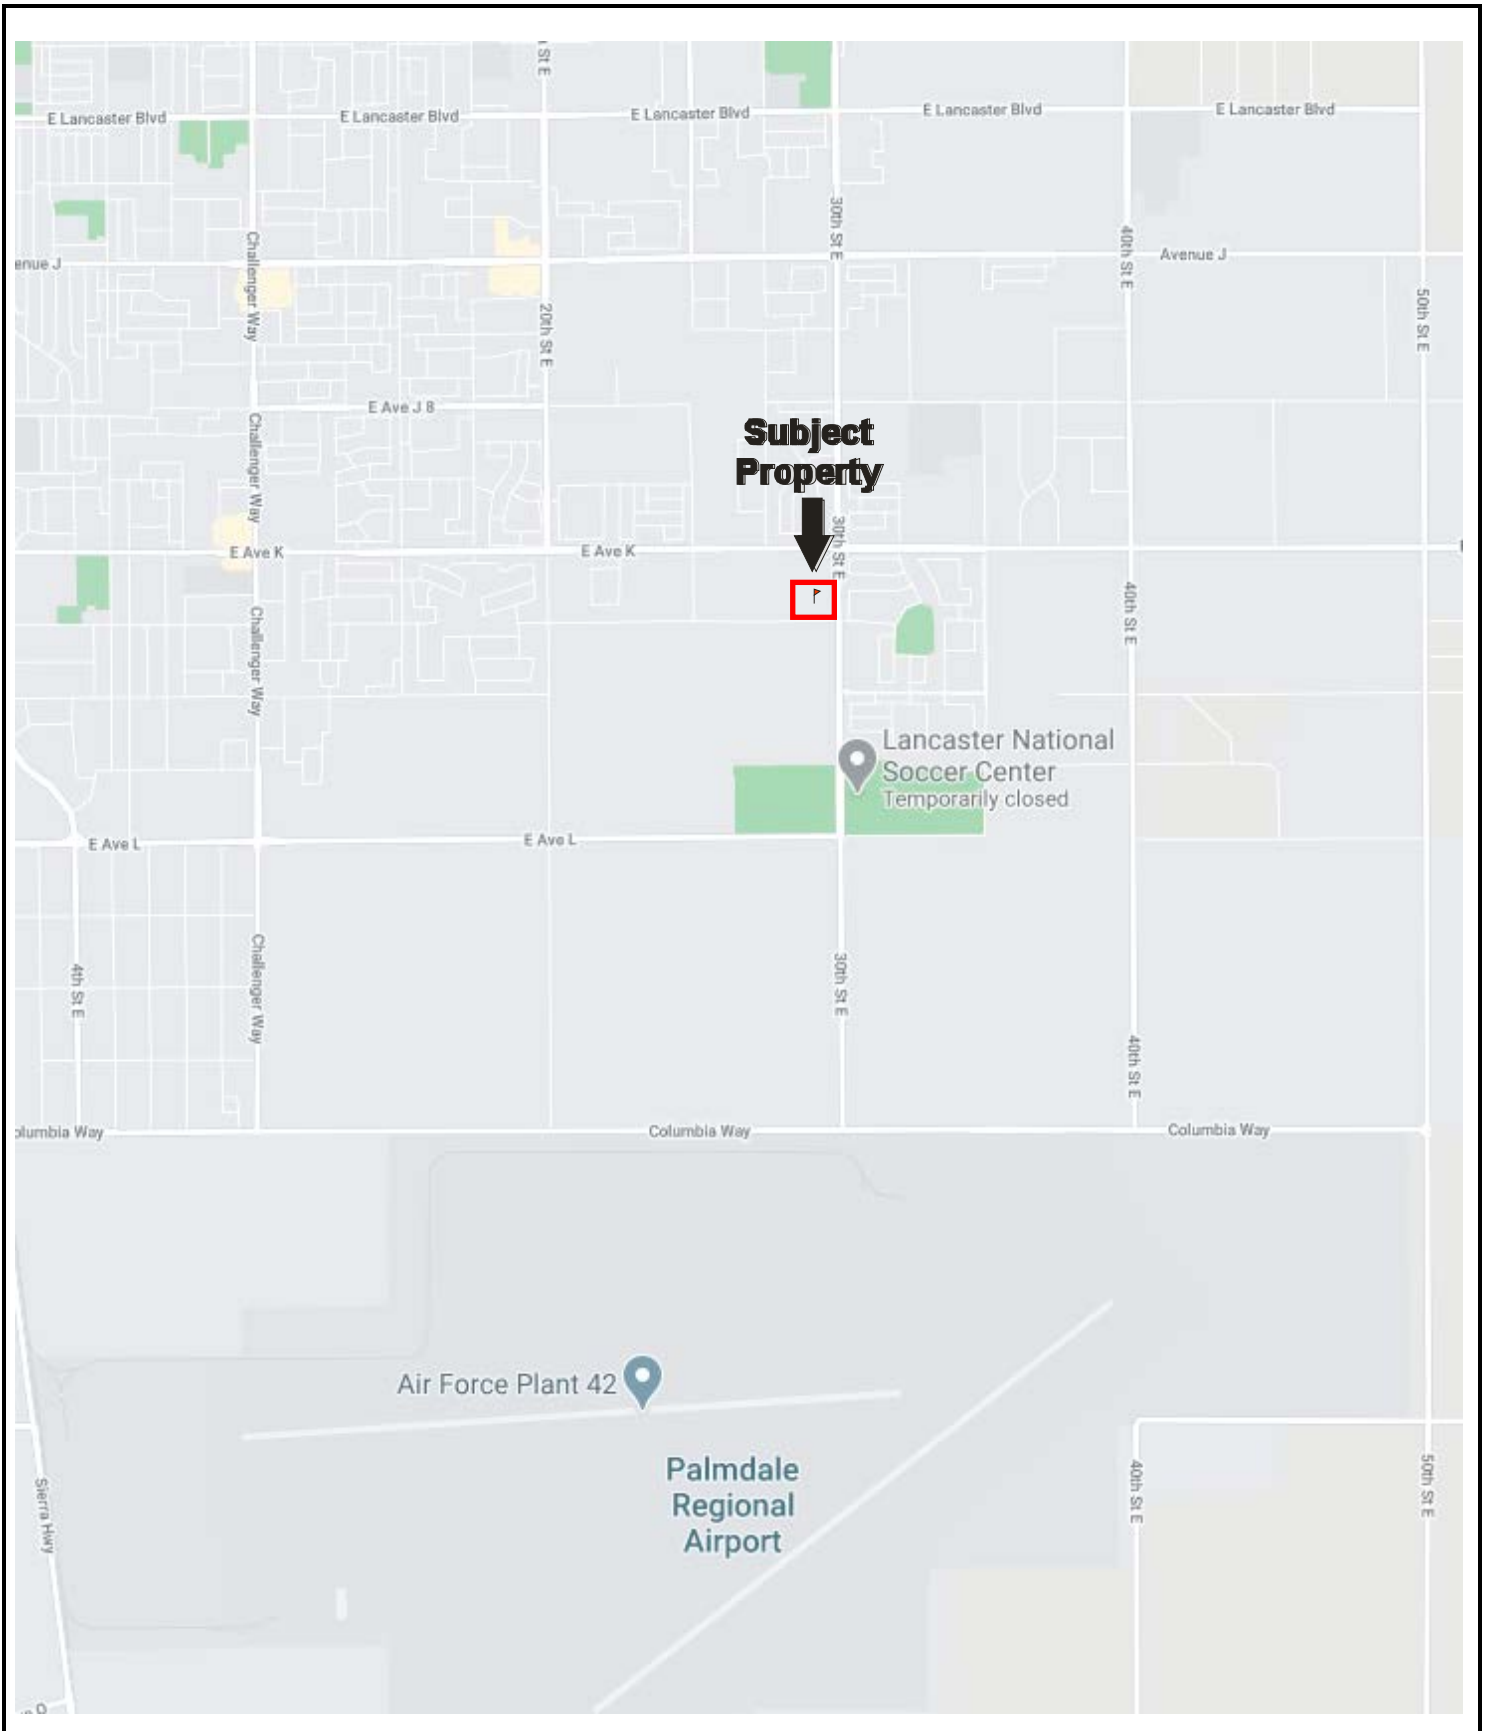 St E
E Lancaster Blvd
E Lancaster Blvd
E Lancaster Blvd
E Lancaster Blvd
E Lancaster Blvd
30th St E
40th St E
enue J
Avenue J
Challenger Way
20th St E
50th St E
E Ave J 8
Challenger Way
Subject
Property
30th St E
E Ave K
E Ave K
40th St E
Challenger Way
Lancaster National
Soccer Center
Temporarily closed
E Ave L
E Ave L
4th St E
Challenger Way
30th St E
40th St E
olumbia Way
Columbia Way
Columbia Way
Air Force Plant 42
Palmdale
Regional
Airport
Sierra Hwy
40th St E
50th St E